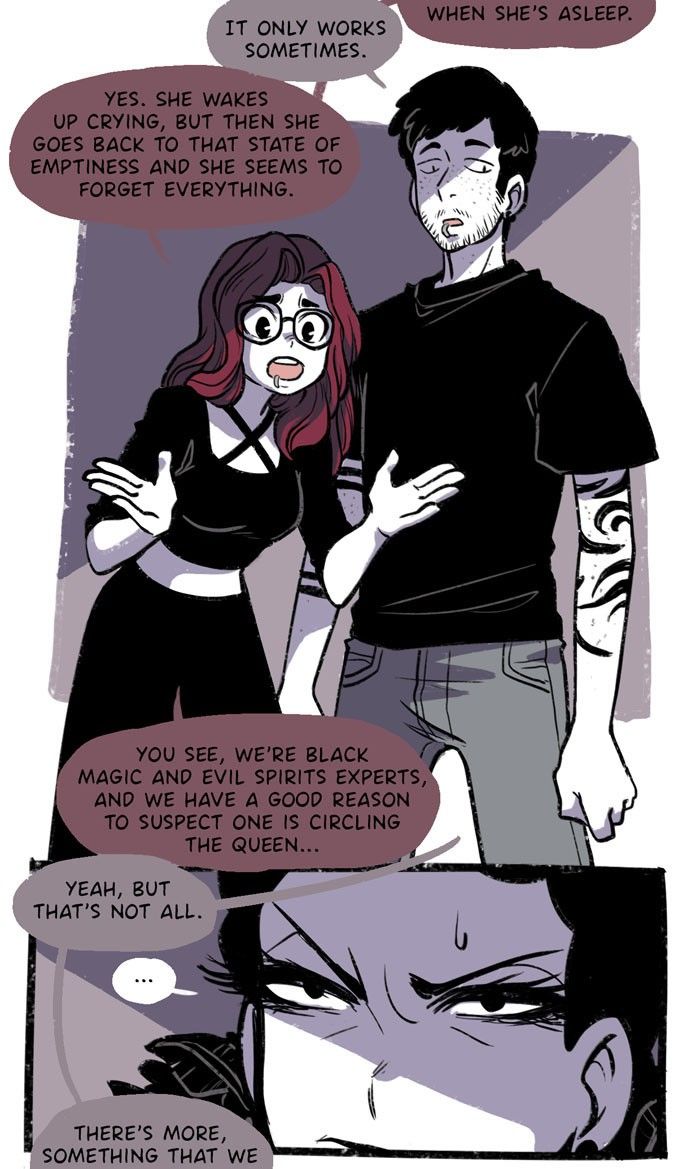 WHEN SHE'S ASLEEP.
IT ONLY WORKS
SOMETIMES.
YES. SHE WAKES
UP CRYING, BUT THEN SHE
GOES BACK TO THAT STATE OF
EMPTINESS AND SHE SEEMS TO
FORGET EVERYTHING.
YOU SEE, WE'RE BLACK
MAGIC AND EVIL SPIRITS EXPERTS,
AND WE HAVE A GOOD REASON
TO SUSPECT ONE IS CIRCLING
THE QUEEN...
YEAH, BUT
THAT'S NOT ALL.
...
THERE'S MORE,
SOMETHING THAT WE